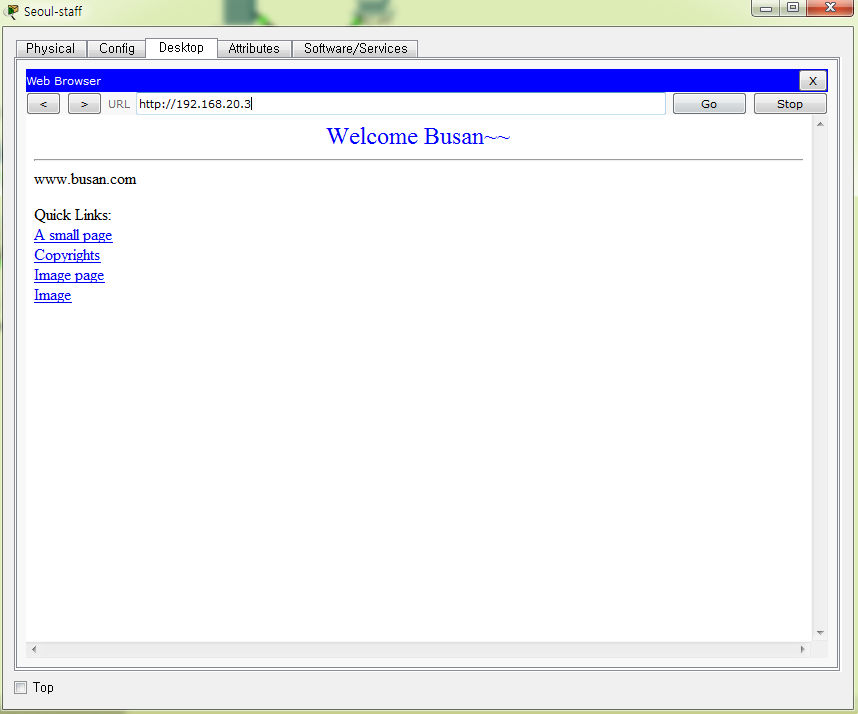 Seoul-staff
Physical Config Desktop Attributes Software/Services
Web Browser X
< > URL http://192.168.20.3 Go Stop
Welcome Busan~~
www.busan.com
Quick Links:
A small page
Copyrights
Image page
Image
Top